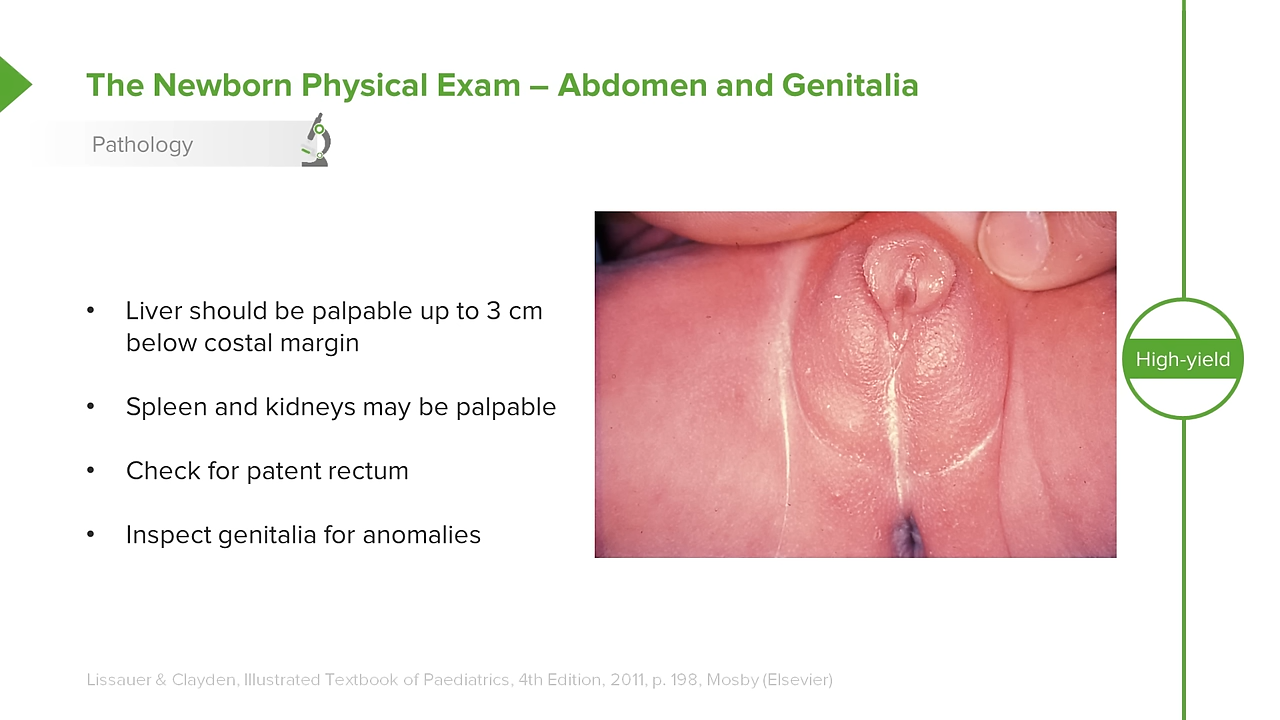 The Newborn Physical Exam – Abdomen and Genitalia
Pathology
• Liver should be palpable up to 3 cm
below costal margin
• Spleen and kidneys may be palpable
• Check for patent rectum
• Inspect genitalia for anomalies
High-yield
Lissauer & Clayden, Illustrated Textbook of Paediatrics, 4th Edition, 2011, p. 198, Mosby (Elsevier)